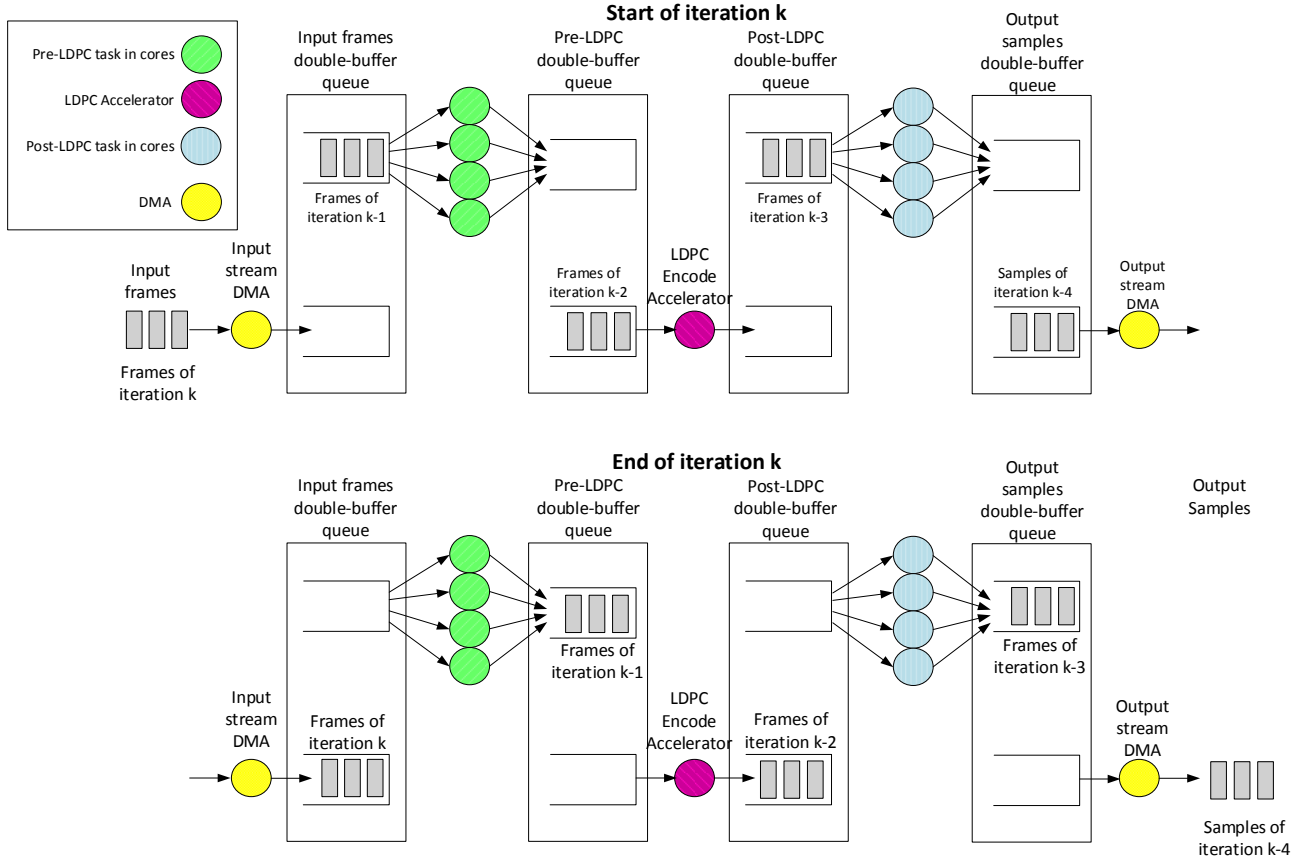 Start of iteration k
Pre-LDPC task in cores
LDPC Accelerator
Post-LDPC task in cores
DMA
Input frames
double-buffer
queue
Pre-LDPC
double-buffer
queue
Post-LDPC
double-buffer
queue
Output
samples
double-buffer
queue
Frames of
iteration k-1
Frames of
iteration k-3
Input
frames
Input
stream
DMA
Frames of
iteration k-2
LDPC
Encode
Accelerator
Samples of
iteration k-4
Output
stream
DMA
Frames of
iteration k
End of iteration k
Input frames
double-buffer
queue
Pre-LDPC
double-buffer
queue
Post-LDPC
double-buffer
queue
Output
samples
double-buffer
queue
Output
Samples
Frames of
iteration k-1
Frames of
iteration k-3
Input
stream
DMA
Frames of
iteration k
LDPC
Encode
Accelerator
Frames of
iteration k-2
Output
stream
DMA
Samples of
iteration k-4